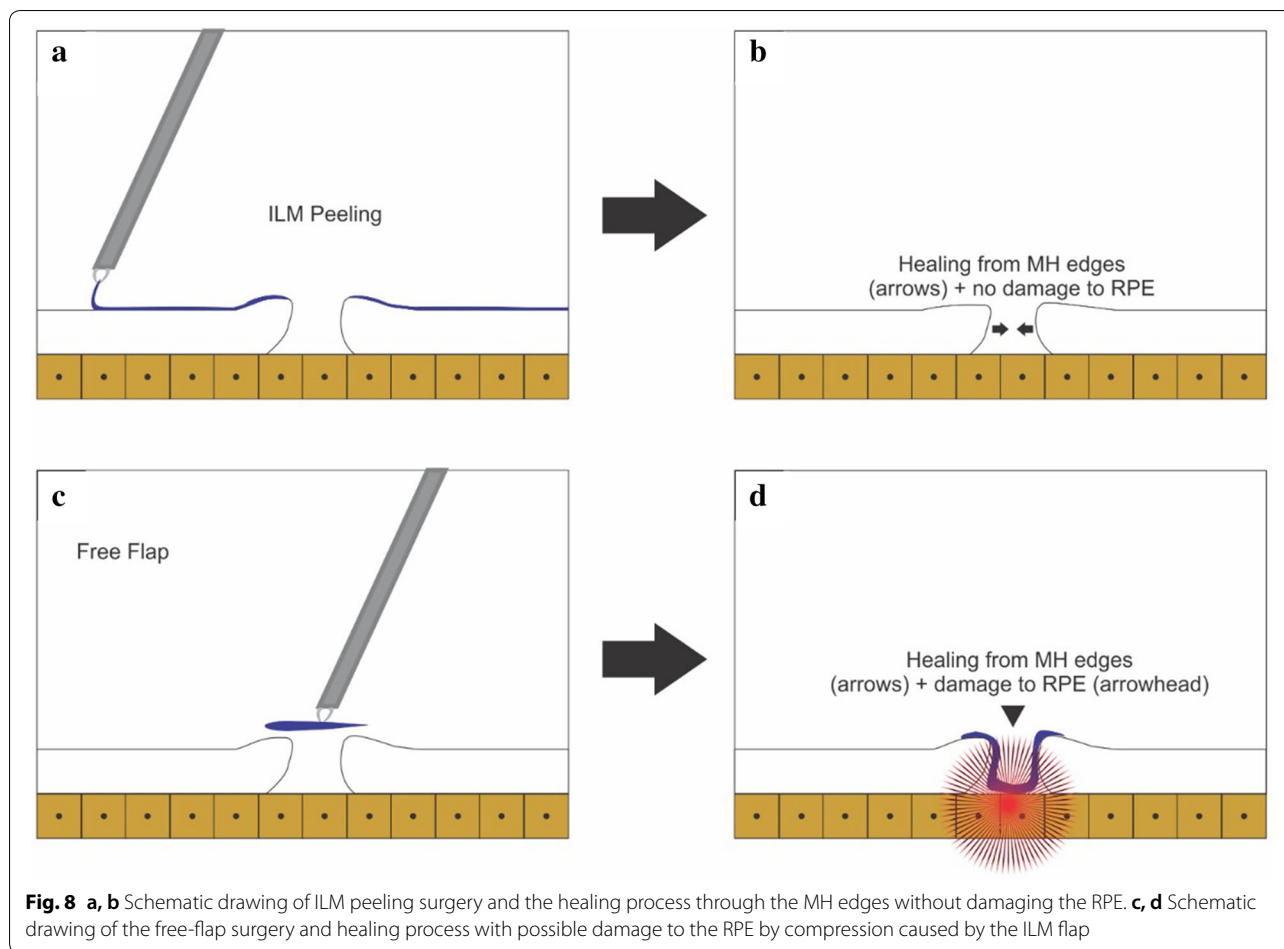 a
ILM Peeling
b
Healing from MH edges
(arrows) + no damage to RPE
c
Free Flap
d
Healing from MH edges
(arrows) + damage to RPE (arrowhead)
Fig. 8 a, b Schematic drawing of ILM peeling surgery and the healing process through the MH edges without damaging the RPE. c, d Schematic
drawing of the free-flap surgery and healing process with possible damage to the RPE by compression caused by the ILM flap